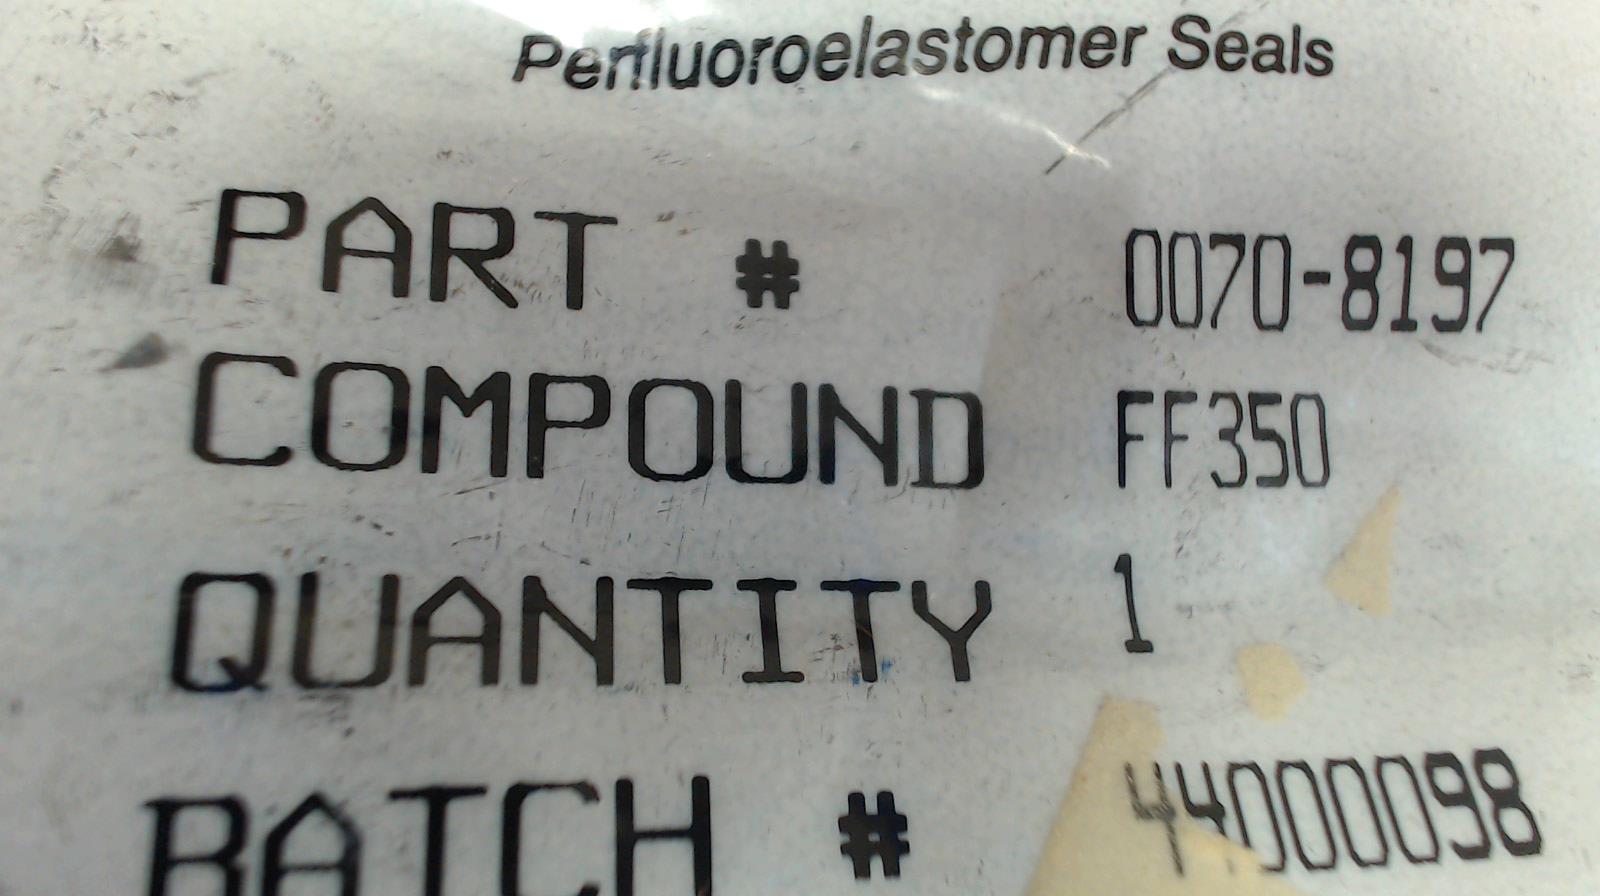 Perfluoroelastomer Seals
PART # 0070-8197
COMPOUND FF350
QUANTITY 1
BATCH # 44000098